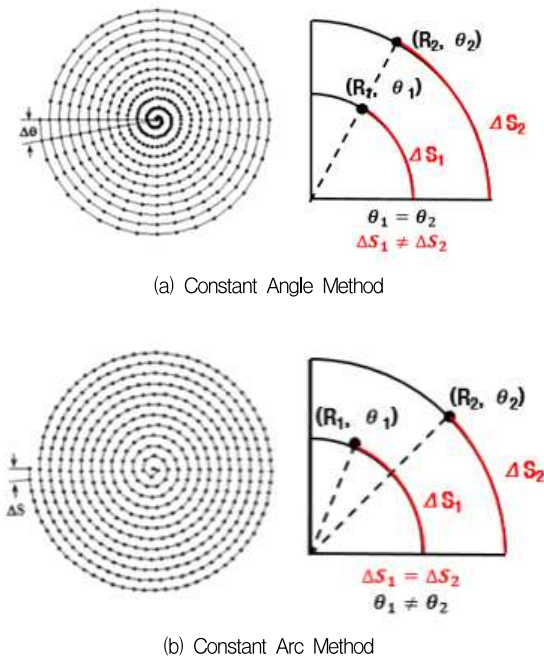 Δθ
(R₂, θ₂)
(R₁, θ₁)
ΔS₁
ΔS₂
θ₁ = θ₂
ΔS₁ ≠ ΔS₂
(a) Constant Angle Method
ΔS
(R₁, θ₁)
(R₂, θ₂)
ΔS₁
ΔS₂
ΔS₁ = ΔS₂
θ₁ ≠ θ₂
(b) Constant Arc Method